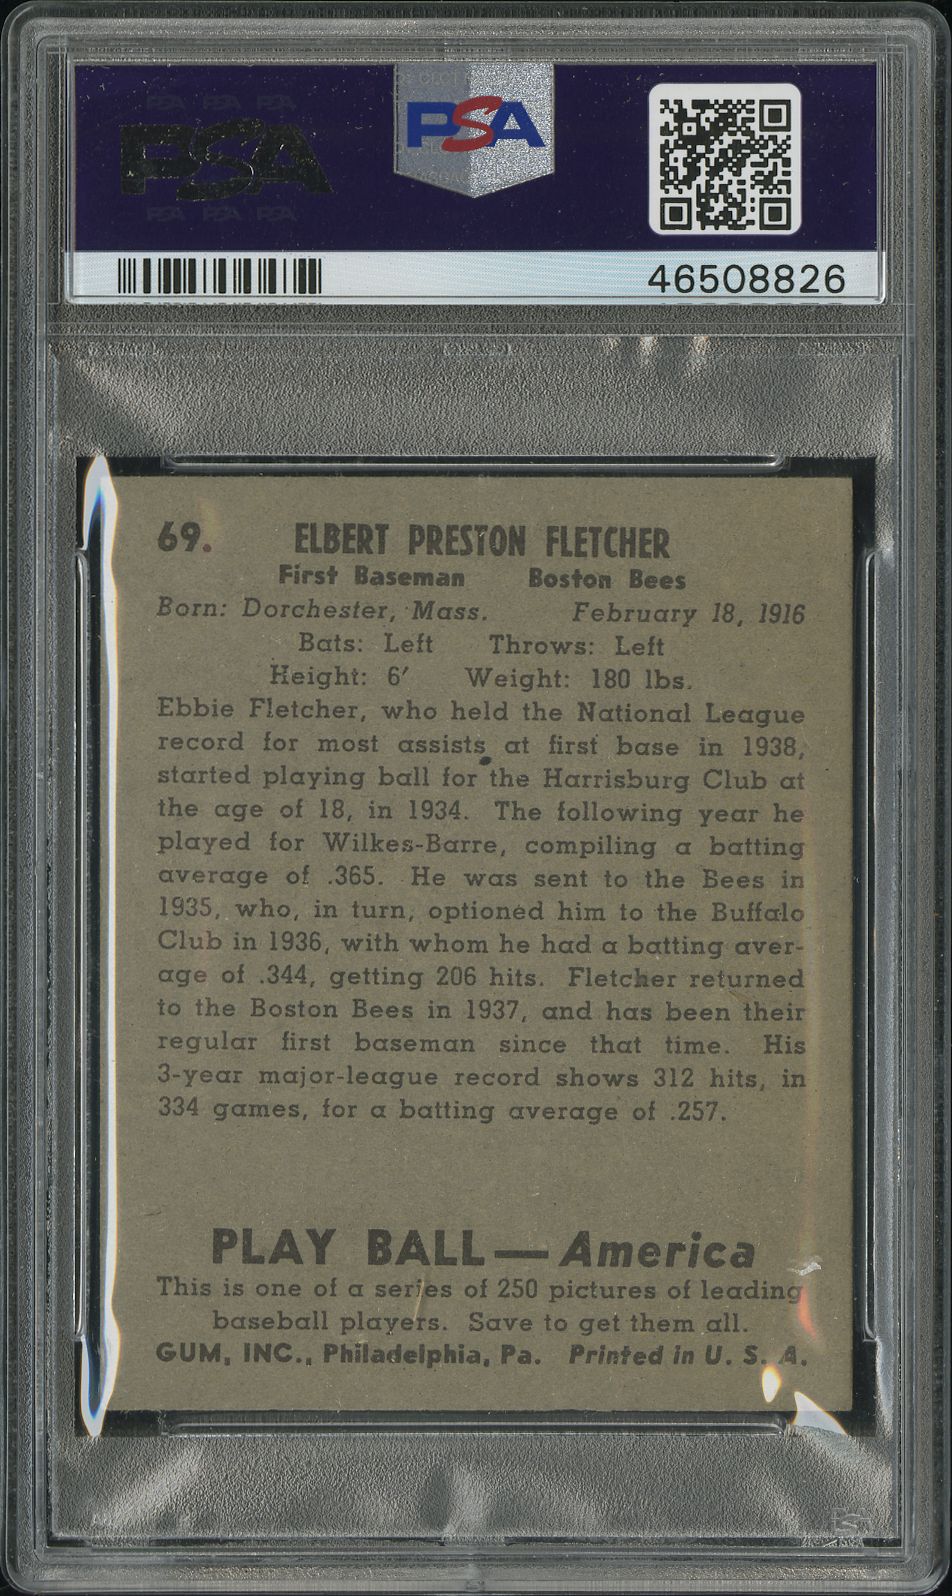 PSA PSA PSA
PSA
PSA PSA PSA
PSA
46508826
69. ELBERT PRESTON FLETCHER
First Baseman Boston Bees
Born: Dorchester, Mass. February 18, 1916
Bats: Left Throws: Left
Height: 6′ Weight: 180 lbs.
Ebbie Fletcher, who held the National League
record for most assists at first base in 1938,
started playing ball for the Harrisburg Club at
the age of 18, in 1934. The following year he
played for Wilkes-Barre, compiling a batting
average of .365. He was sent to the Bees in
1935, who, in turn, optioned him to the Buffalo
Club in 1936, with whom he had a batting aver-
age of .344, getting 206 hits. Fletcher returned
to the Boston Bees in 1937, and has been their
regular first baseman since that time. His
3-year major-league record shows 312 hits, in
334 games, for a batting average of .257.
PLAY BALL—America
This is one of a series of 250 pictures of leading
baseball players. Save to get them all.
GUM, INC., Philadelphia, Pa. Printed in U. S. A.